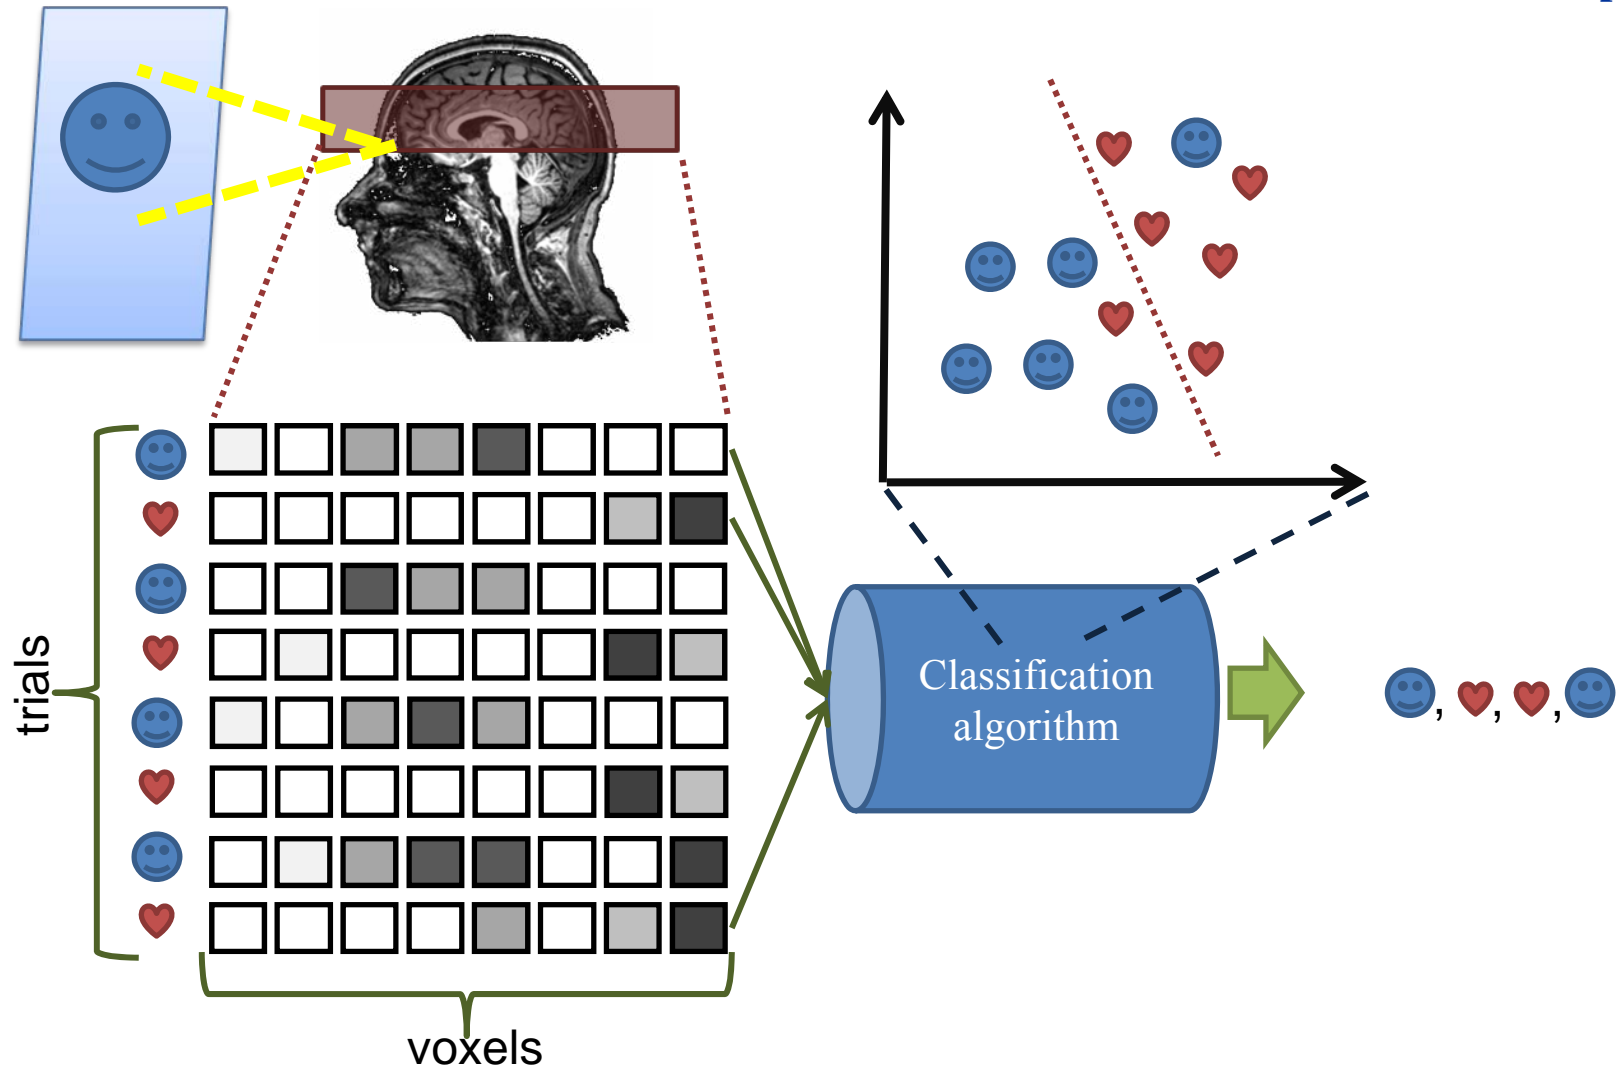 trials
Classification
algorithm
, , ,
voxels